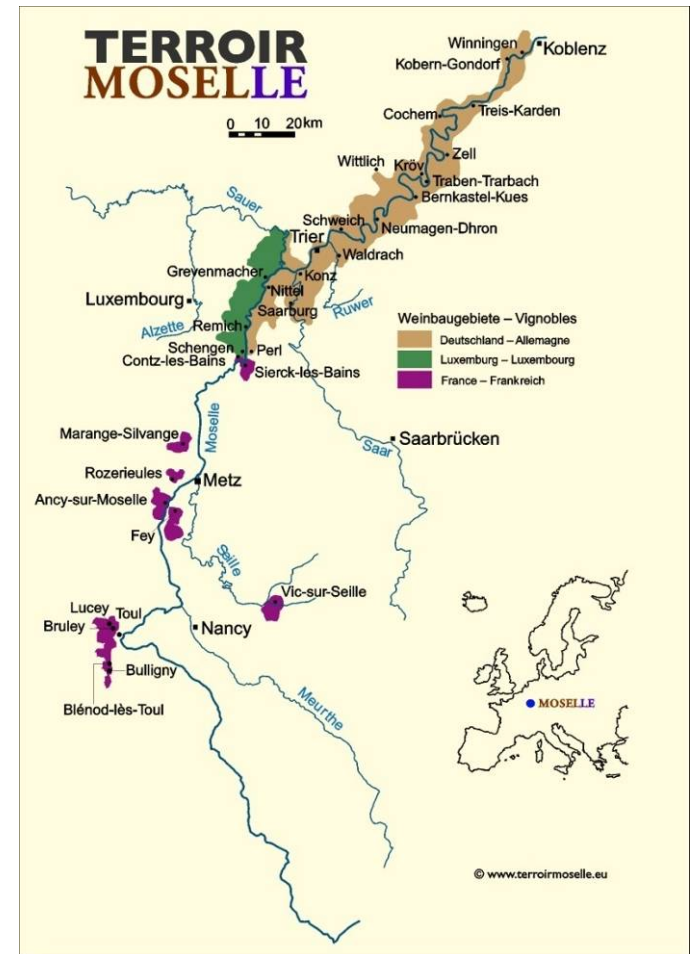 TERROIR
MOSELLE
0 10 20km
Winningen
Koblenz
Kobern-Gondorf
Cochem
Treis-Karden
Zell
Wittlich
Kröv
Traben-Trarbach
Bernkastel-Kues
Sauer
Schweich
Neumagen-Dhron
Trier
Waldrach
Grevenmacher
Konz
Nittel
Luxembourg
Saarburg
Ruwer
Alzette
Remich
Schengen
Perl
Contz-les-Bains
Sierck-les-Bains
Weinbaugebiete – Vignobles
Deutschland – Allemagne
Luxemburg – Luxembourg
France – Frankreich
Moselle
Marange-Silvange
Saar
Saarbrücken
Rozerieules
Metz
Ancy-sur-Moselle
Fey
Seille
Vic-sur-Seille
Lucey
Toul
Bruley
Nancy
Bulligny
Blénod-lès-Toul
Meurthe
MOSELLE
© www.terroirmoselle.eu